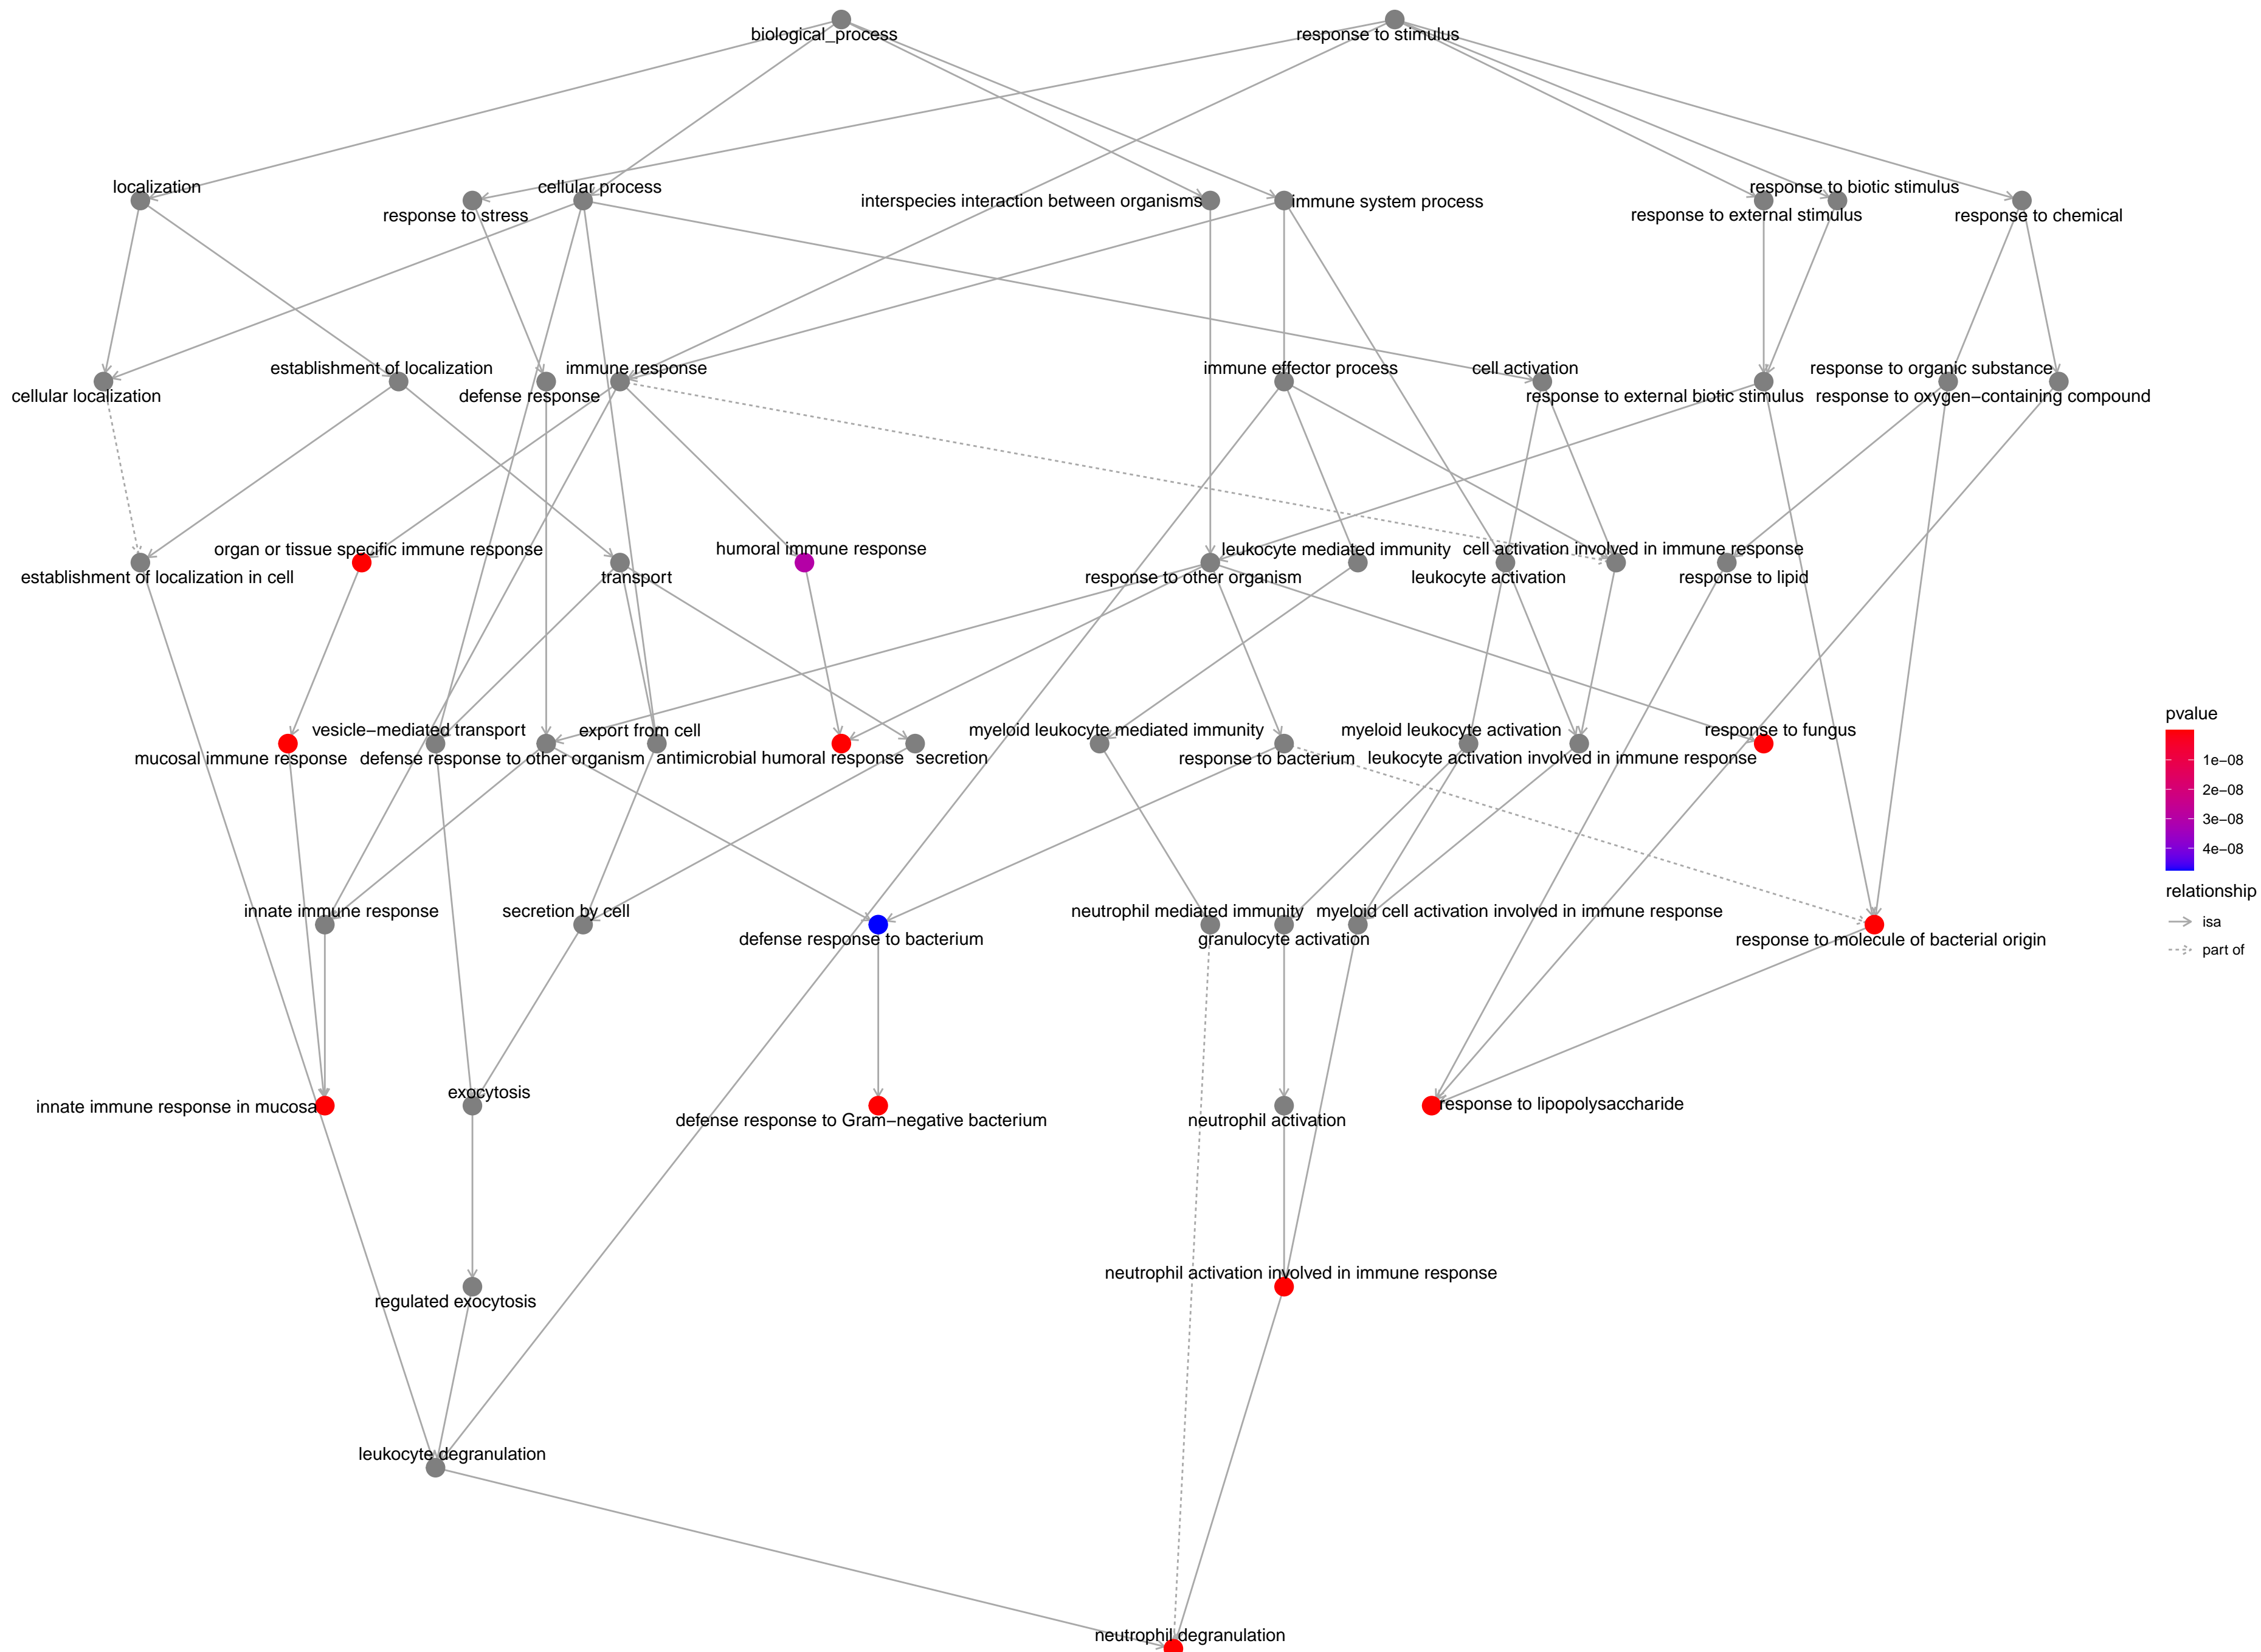 biological_process
response to stimulus
localization
cellular process
response to biotic stimulus
interspecies interaction between organisms
immune system process
response to stress
response to external stimulus
response to chemical
establishment of localization
immune response
immune effector process
cell activation
response to organic substance
cellular localization
defense response
response to external biotic stimulus
response to oxygen−containing compound
organ or tissue specific immune response
humoral immune response
leukocyte mediated immunity
cell activation involved in immune response
establishment of localization in cell
transport
response to other organism
leukocyte activation
response to lipid
vesicle−mediated transport
export from cell
myeloid leukocyte mediated immunity
myeloid leukocyte activation
response to fungus
mucosal immune response
defense response to other organism
antimicrobial humoral response
secretion
response to bacterium
leukocyte activation involved in immune response
innate immune response
secretion by cell
neutrophil mediated immunity
myeloid cell activation involved in immune response
defense response to bacterium
granulocyte activation
response to molecule of bacterial origin
exocytosis
innate immune response in mucosa
response to lipopolysaccharide
defense response to Gram−negative bacterium
neutrophil activation
neutrophil activation involved in immune response
regulated exocytosis
leukocyte degranulation
neutrophil degranulation
pvalue
1e−08
2e−08
3e−08
4e−08
relationship
isa
part of